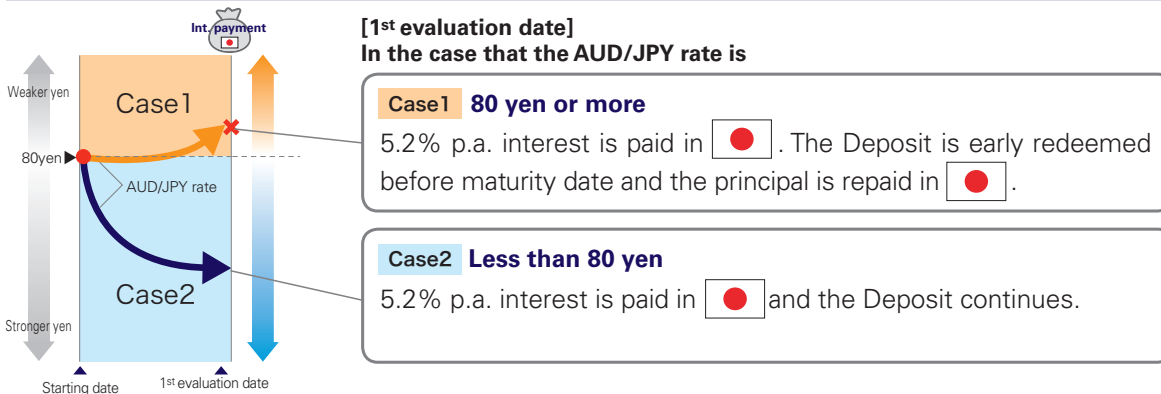 Int. payment
Weaker yen
Case1
80yen
AUD/JPY rate
Case2
Stronger yen
Starting date
1st evaluation date
[1st evaluation date]
In the case that the AUD/JPY rate is
Case1 80 yen or more
5.2% p.a. interest is paid in . The Deposit is early redeemed
before maturity date and the principal is repaid in .
Case2 Less than 80 yen
5.2% p.a. interest is paid in and the Deposit continues.